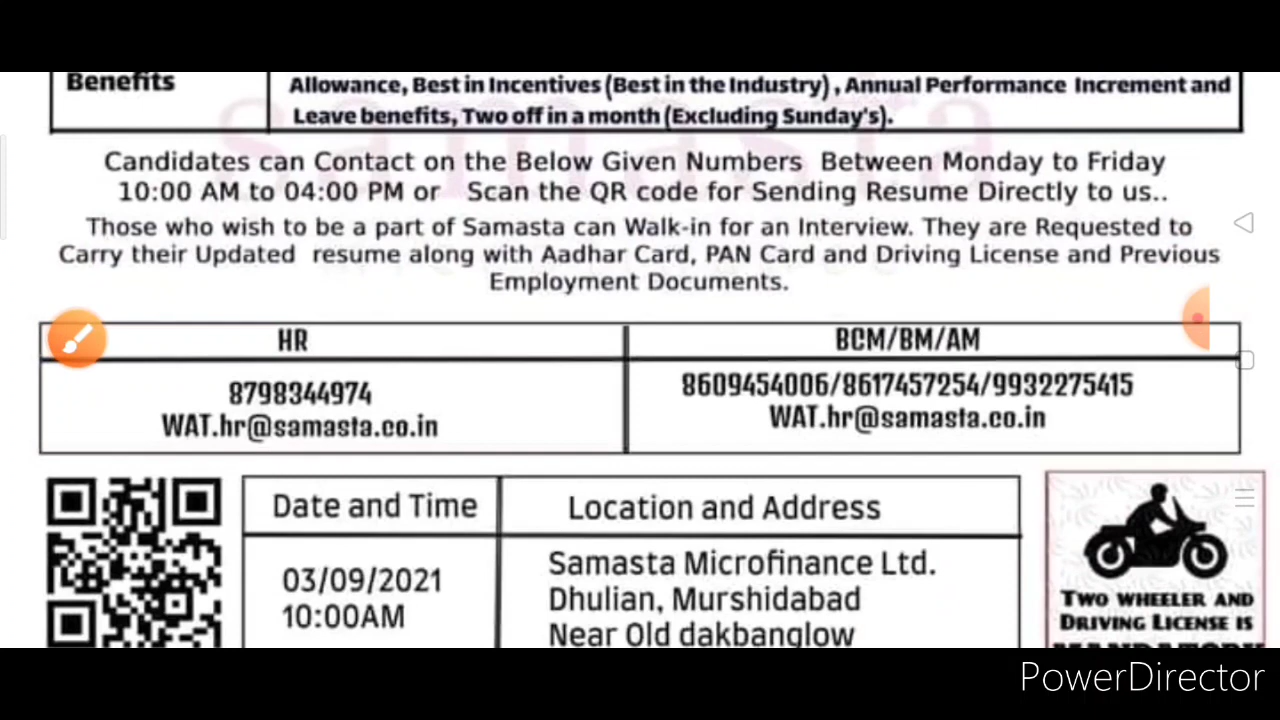 Benefits
Allowance, Best in Incentives (Best in the Industry) , Annual Performance Increment and
Leave benefits, Two off in a month (Excluding Sunday's).
samasta
Candidates can Contact on the Below Given Numbers Between Monday to Friday
10:00 AM to 04:00 PM or Scan the QR code for Sending Resume Directly to us..
Those who wish to be a part of Samasta can Walk-in for an Interview. They are Requested to
Carry their Updated resume along with Aadhar Card, PAN Card and Driving License and Previous
Employment Documents.
HR
BCM/BM/AM
8798344974
8609454006/8617457254/9932275415
WAT.hr@samasta.co.in
WAT.hr@samasta.co.in
Date and Time
Location and Address
03/09/2021
10:00AM
Samasta Microfinance Ltd.
Dhulian, Murshidabad
Near Old dakbanglow
TWO WHEELER AND
DRIVING LICENSE IS
MANDATORY
PowerDirector